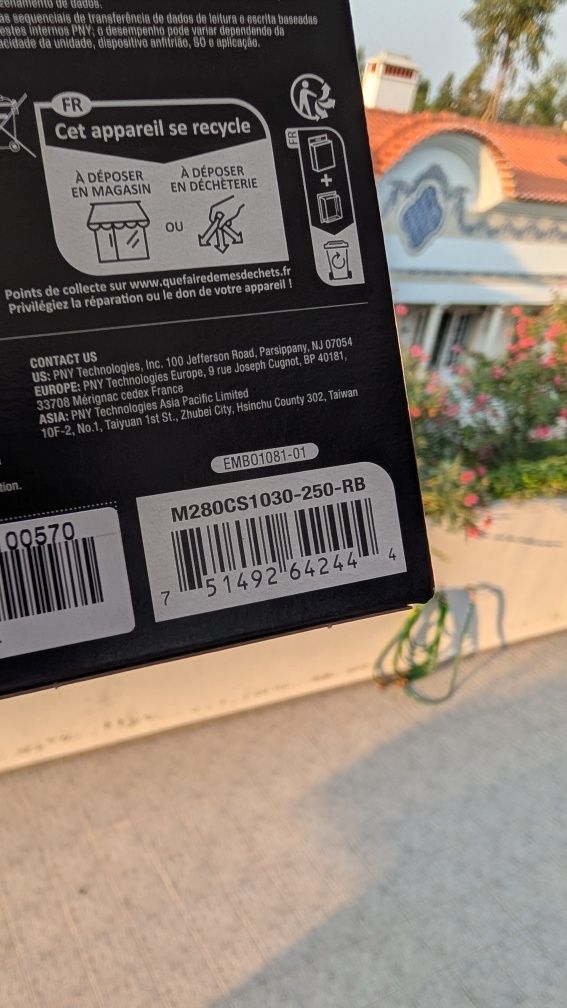 zenamento de dados.
as sequenciais de transferência de dados de leitura e escrita baseadas
estes internos PNY; o desempenho pode variar dependendo da
acidade da unidade, dispositivo anfitrião, SO e aplicação.
FR
Cet appareil se recycle
À DÉPOSER
EN MAGASIN
OU
À DÉPOSER
EN DÉCHÈTERIE
FR
+
Points de collecte sur www.quefairedemesdechets.fr
Privilégiez la réparation ou le don de votre appareil !
CONTACT US
US: PNY Technologies, Inc. 100 Jefferson Road, Parsippany, NJ 07054
EUROPE: PNY Technologies Europe, 9 rue Joseph Cugnot, BP 40181,
33708 Mérignac cedex France
ASIA: PNY Technologies Asia Pacific Limited
10F-2, No.1, Taiyuan 1st St., Zhubei City, Hsinchu County 302, Taiwan
tion.
EMB01081-01
00570
M280CS1030-250-RB
7 51492 64244 4